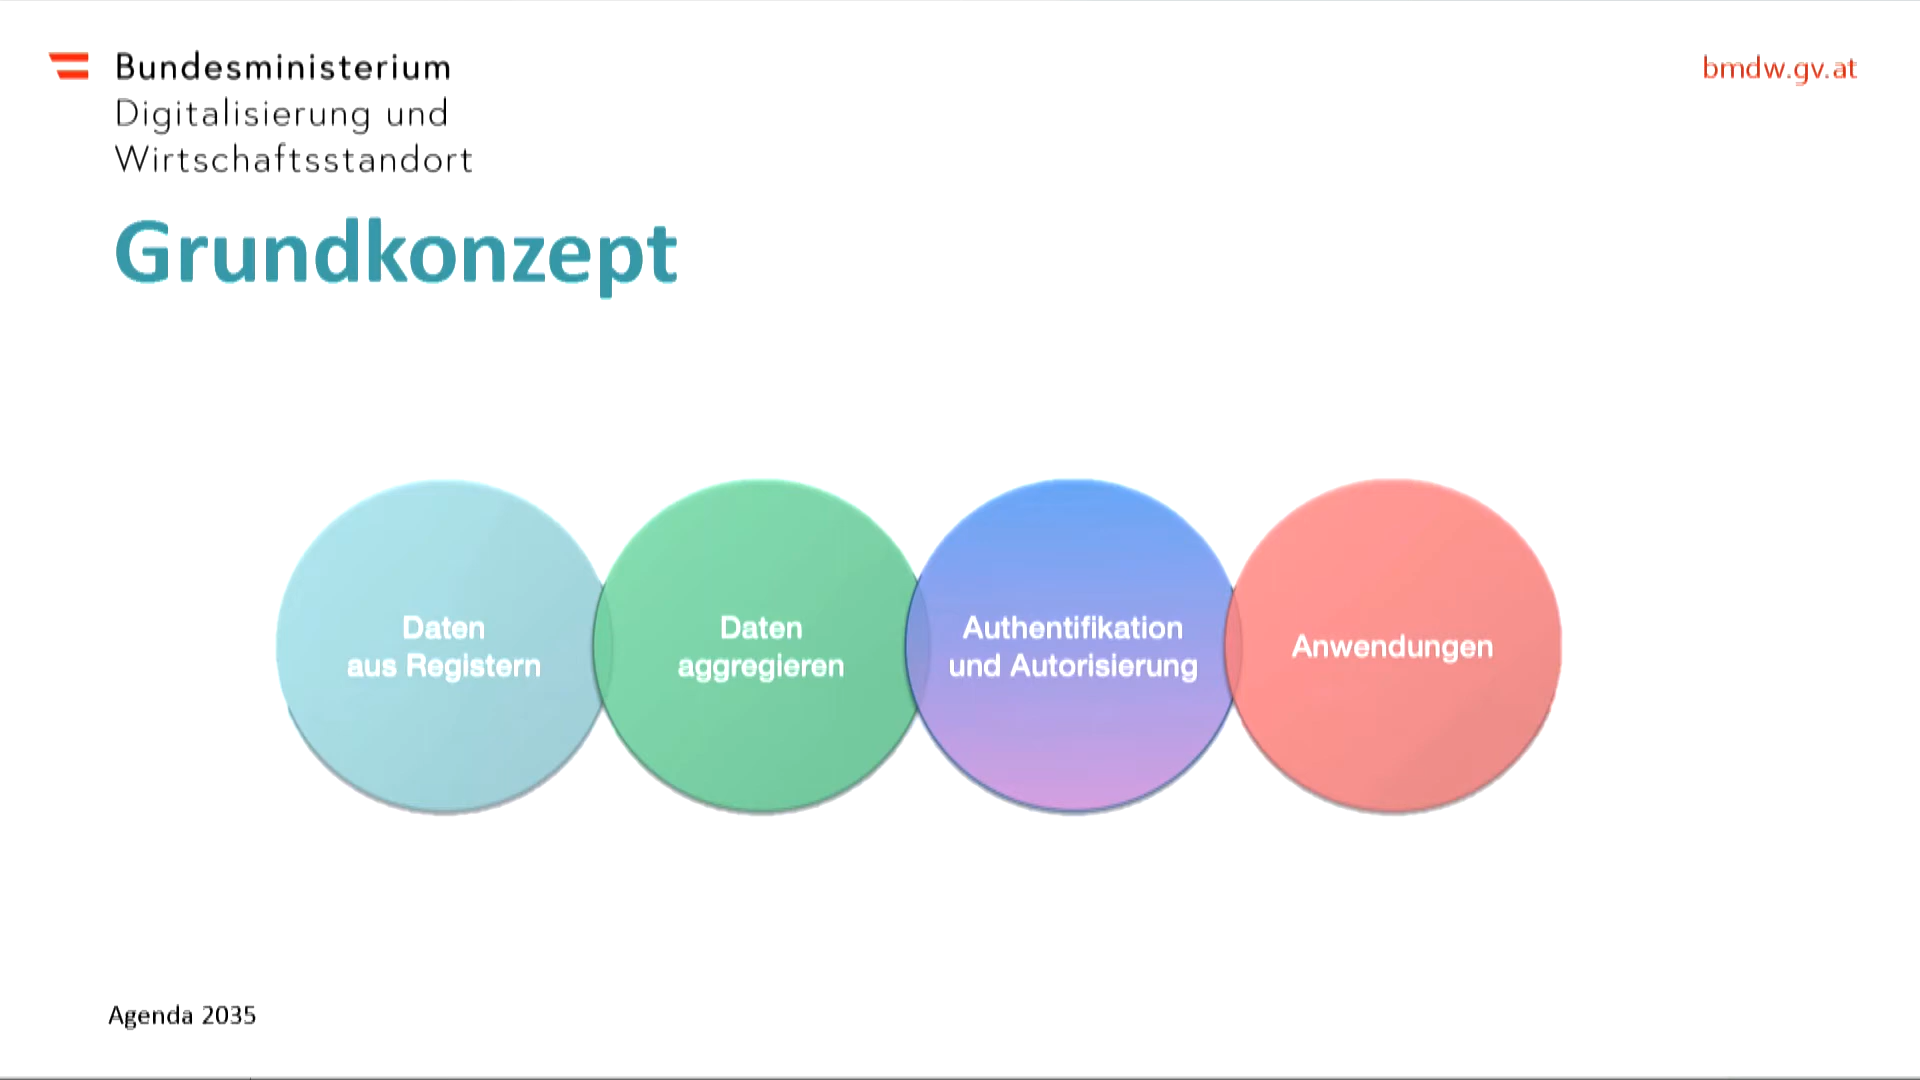 Bundesministerium
Digitalisierung und
Wirtschaftsstandort
bmdw.gv.at
Grundkonzept
Daten
aus Registern
Daten
aggregieren
Authentifikation
und Autorisierung
Anwendungen
Agenda 2035